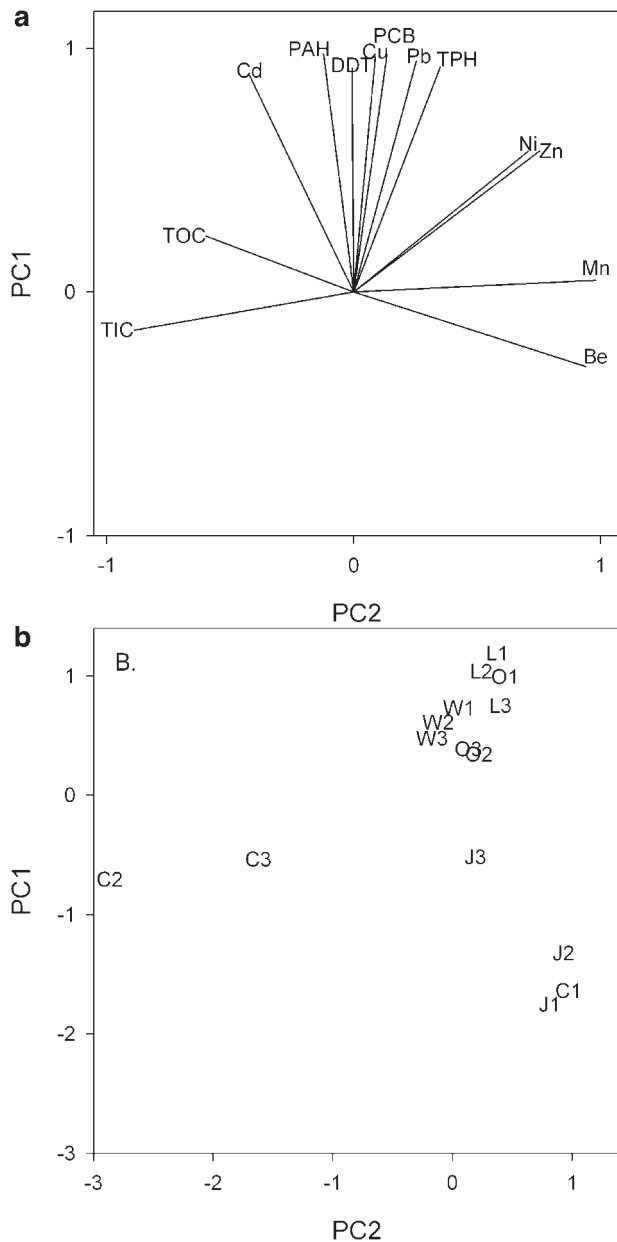 a
1
PAH
DDT
Cu
PCB
Pb
TPH
Cd
Ni
Zn
TOC
Mn
PC1
0
TIC
Be
-1
-1
0
1
PC2
b
B.
L1
L2
O1
1
L3
W1
W2
W3
O3
O2
0
J3
C3
C2
PC1
-1
J2
C1
J1
-2
-3
-3
-2
-1
0
1
PC2